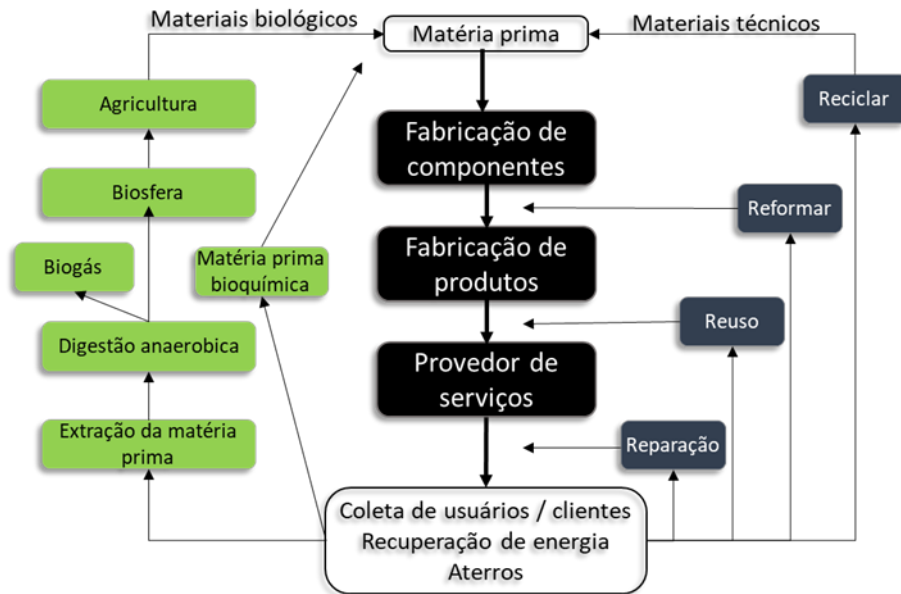 Materiais biológicos
Matéria prima
Materiais técnicos
Agricultura
Reciclar
Fabricação de
componentes
Biosfera
Reformar
Biogás
Matéria prima
bioquímica
Fabricação de
produtos
Reuso
Digestão anaerobica
Provedor de
serviços
Extração da matéria
prima
Reparação
Coleta de usuários / clientes
Recuperação de energia
Aterros